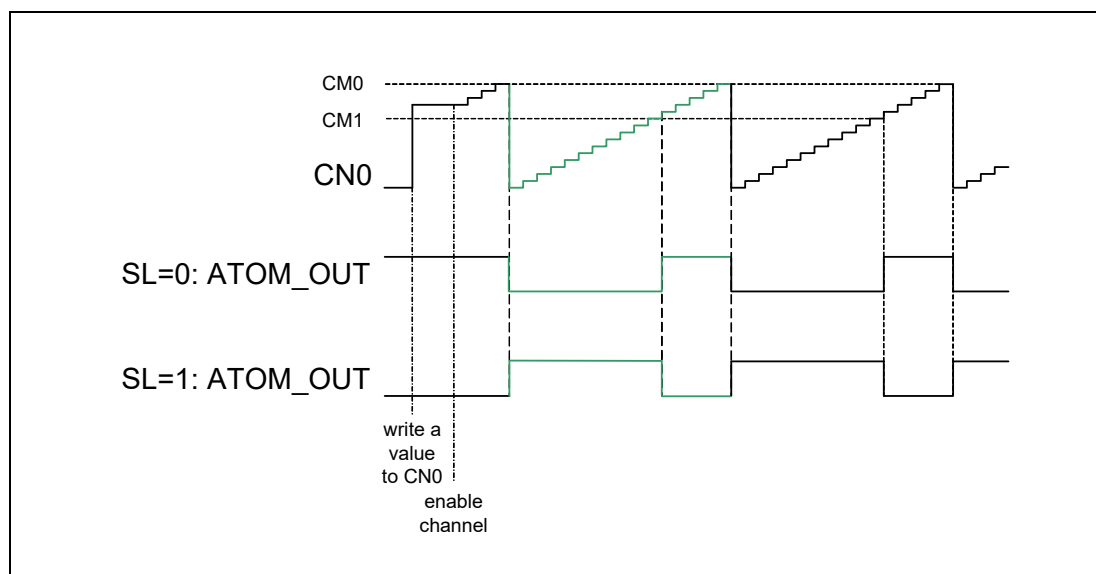 CM0
CM1
CN0
SL=0: ATOM_OUT
SL=1: ATOM_OUT
write a
value
to CN0
enable
channel